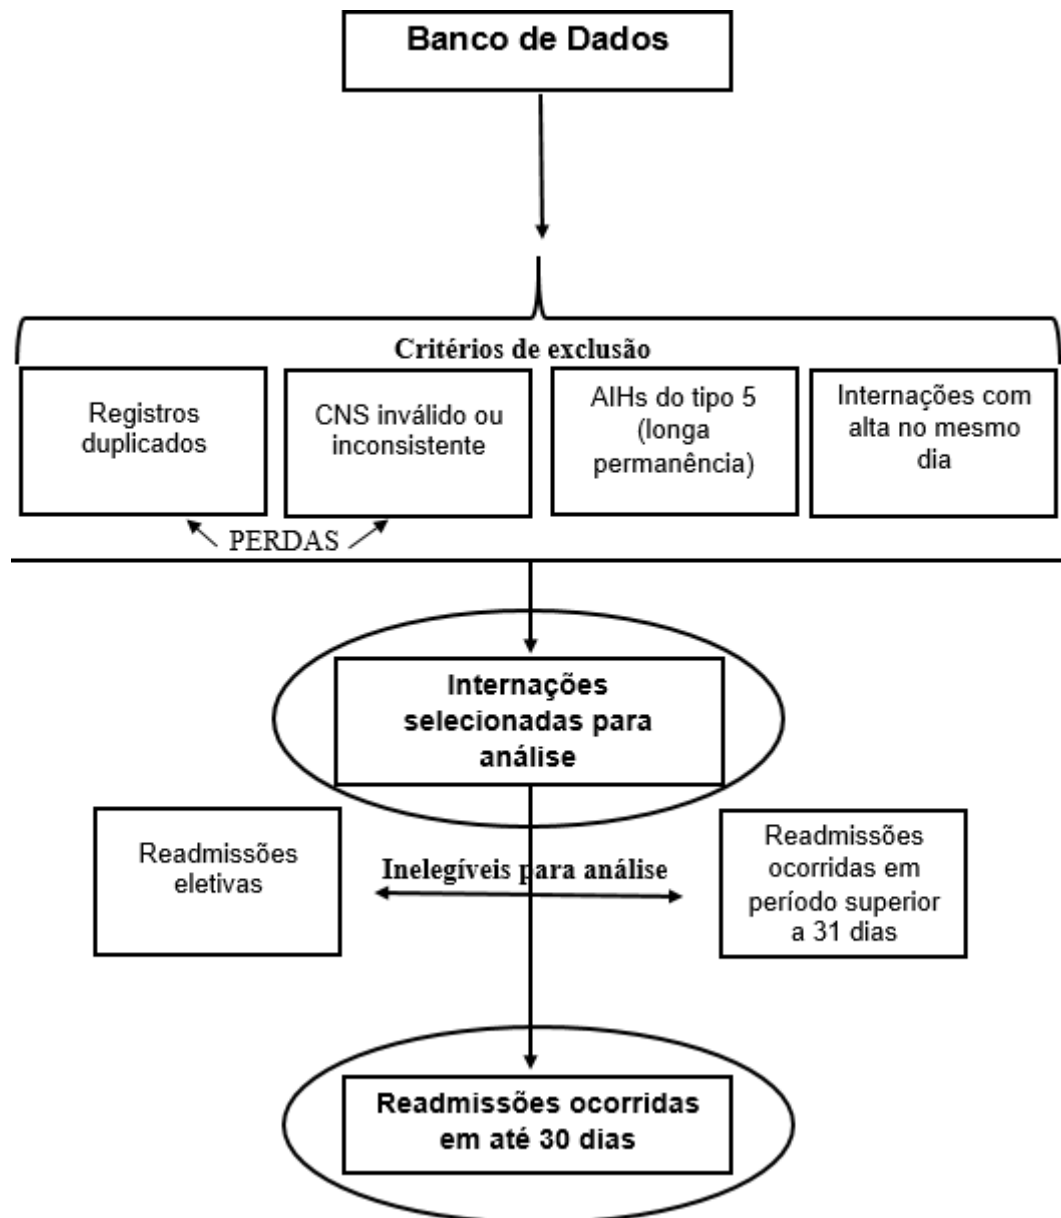 Banco de Dados
Critérios de exclusão
Registros
duplicados
CNS inválido ou
inconsistente
AIHs do tipo 5
(longa
permanência)
Internações com
alta no mesmo
dia
PERDAS
Internações
selecionadas para
análise
Readmissões
eletivas
Inelegíveis para análise
Readmissões
ocorridas em
período superior
a 31 dias
Readmissões ocorridas
em até 30 dias